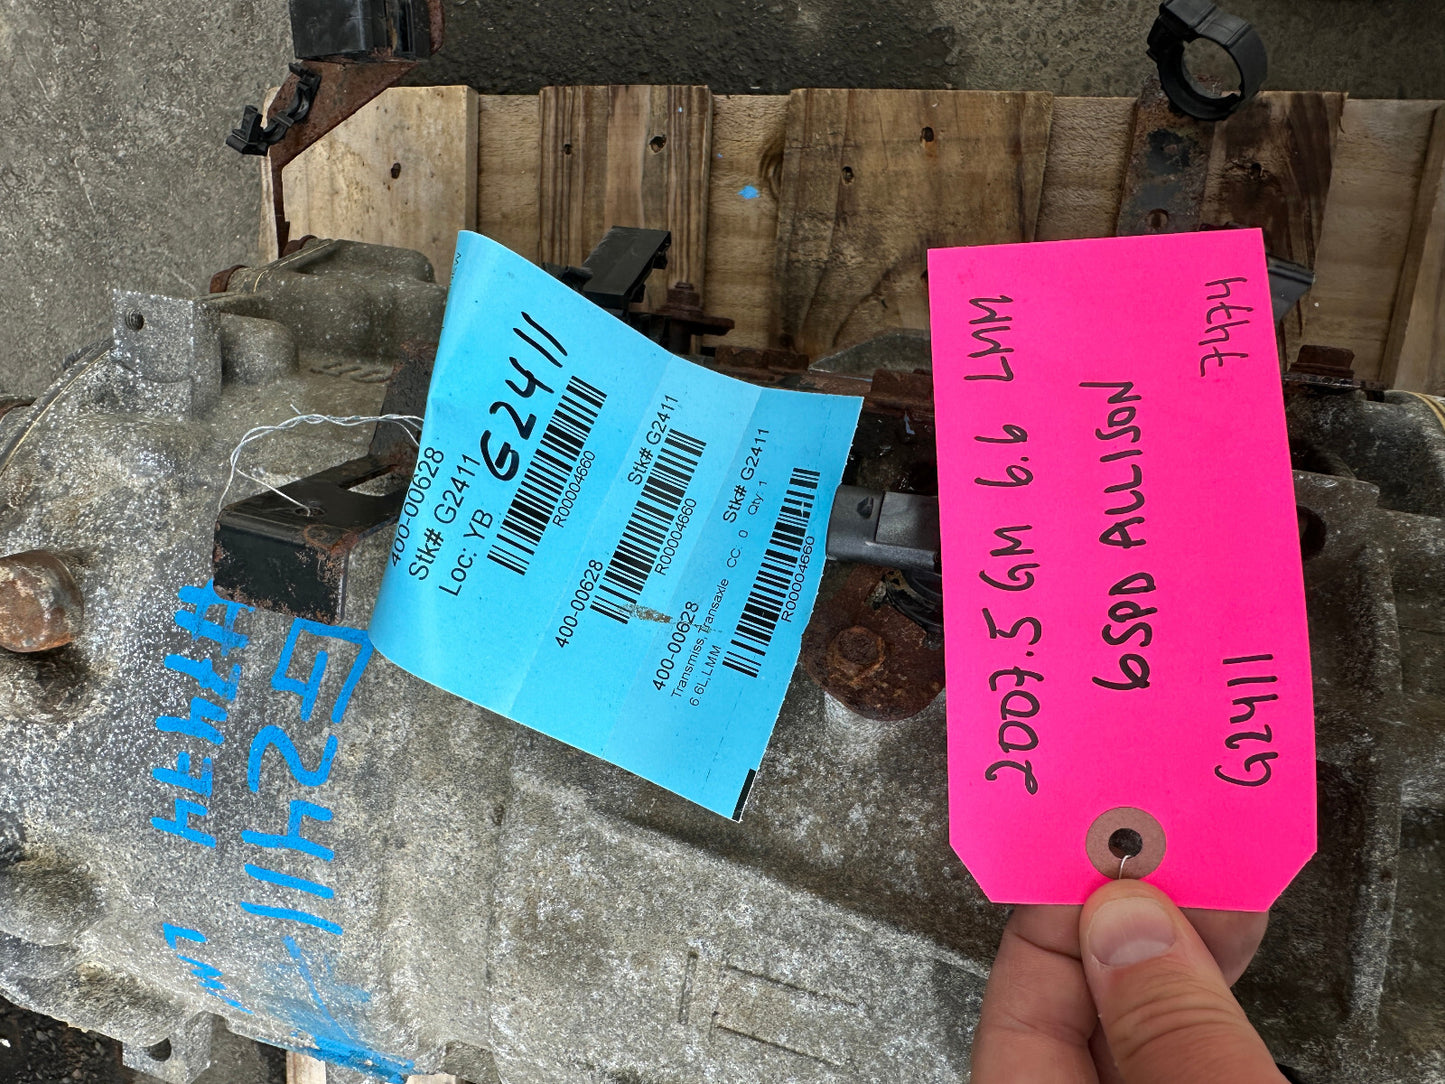 400-00628
Stk# G2411
Loc: YB
G2411
R00004660
400-00628
Stk# G2411
R00004660
400-00628
Stk# G2411
Transmiss, Transaxle CC: 0 Qty: 1
6.6L, LMM
R00004660
2007.5 GM 6.6 LMM
6SPD ALLISON
G2411
7474
#7474
G2411